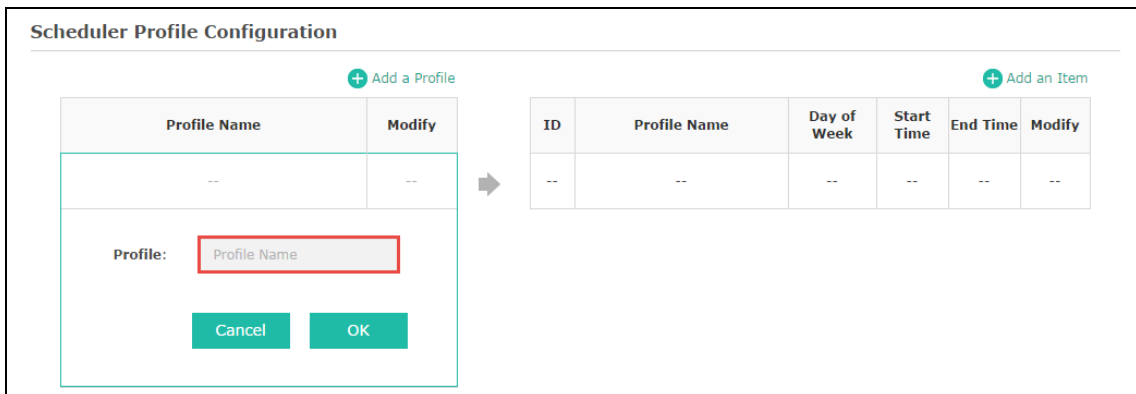 Scheduler Profile Configuration
Add a Profile
Add an Item
Profile Name Modify
ID Profile Name Day of Week Start Time End Time Modify
-- --
-- -- -- -- -- --
Profile: Profile Name
Cancel OK